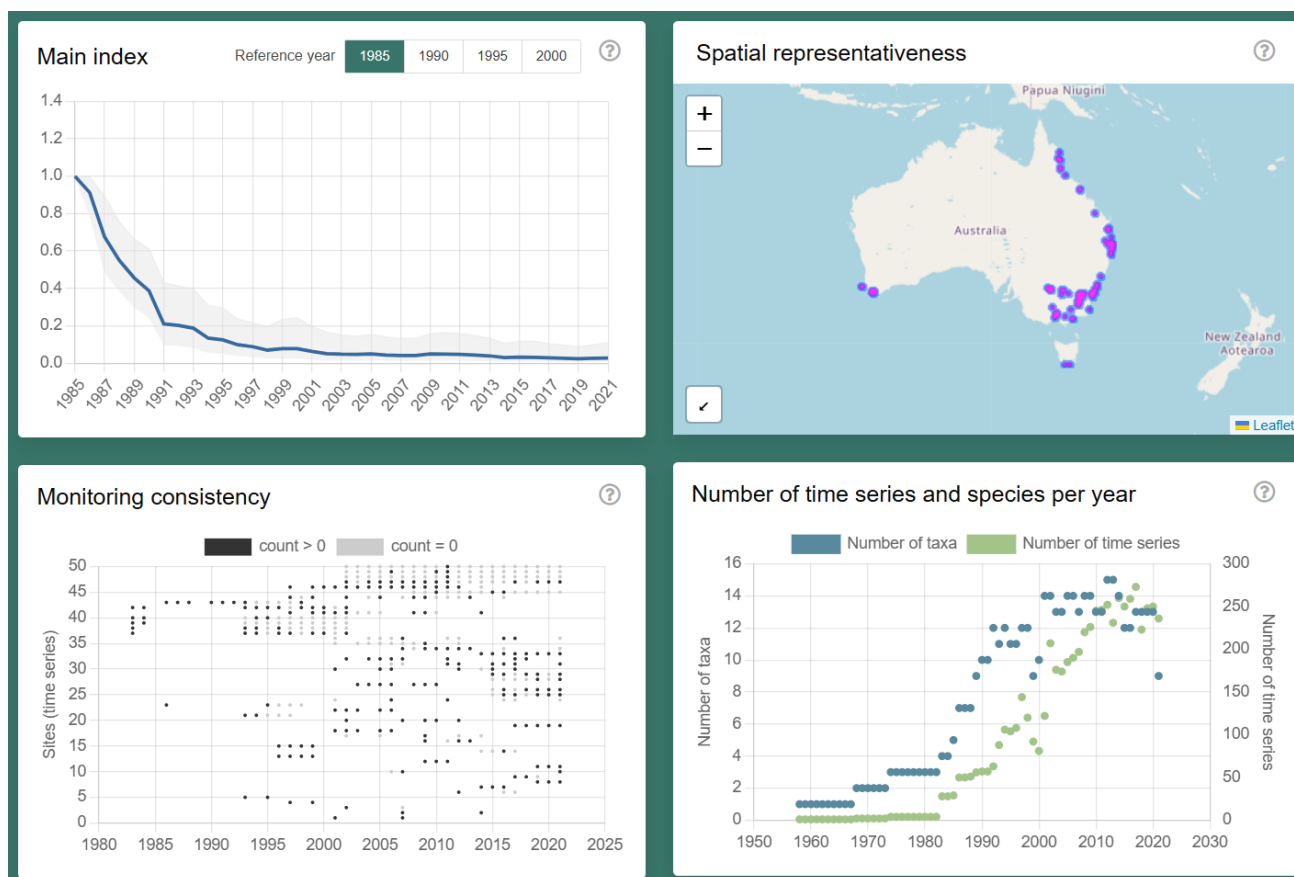 Main index
Reference year 1985 1990 1995 2000 ?
1.4
1.2
1.0
0.8
0.6
0.4
0.2
0.0
1985 1987 1989 1991 1993 1995 1997 1999 2001 2003 2005 2007 2009 2011 2013 2015 2017 2019 2021
Spatial representativeness ?
+
−
Papua Niugini
Australia
New Zealand
Aotearoa
Leaflet
Monitoring consistency ?
count > 0 count = 0
Sites (time series)
50
45
40
35
30
25
20
15
10
5
0
1980 1985 1990 1995 2000 2005 2010 2015 2020 2025
Number of time series and species per year ?
Number of taxa Number of time series
Number of taxa
16
14
12
10
8
6
4
2
0
1950 1960 1970 1980 1990 2000 2010 2020 2030
300
250
200
150
100
50
0
Number of time series